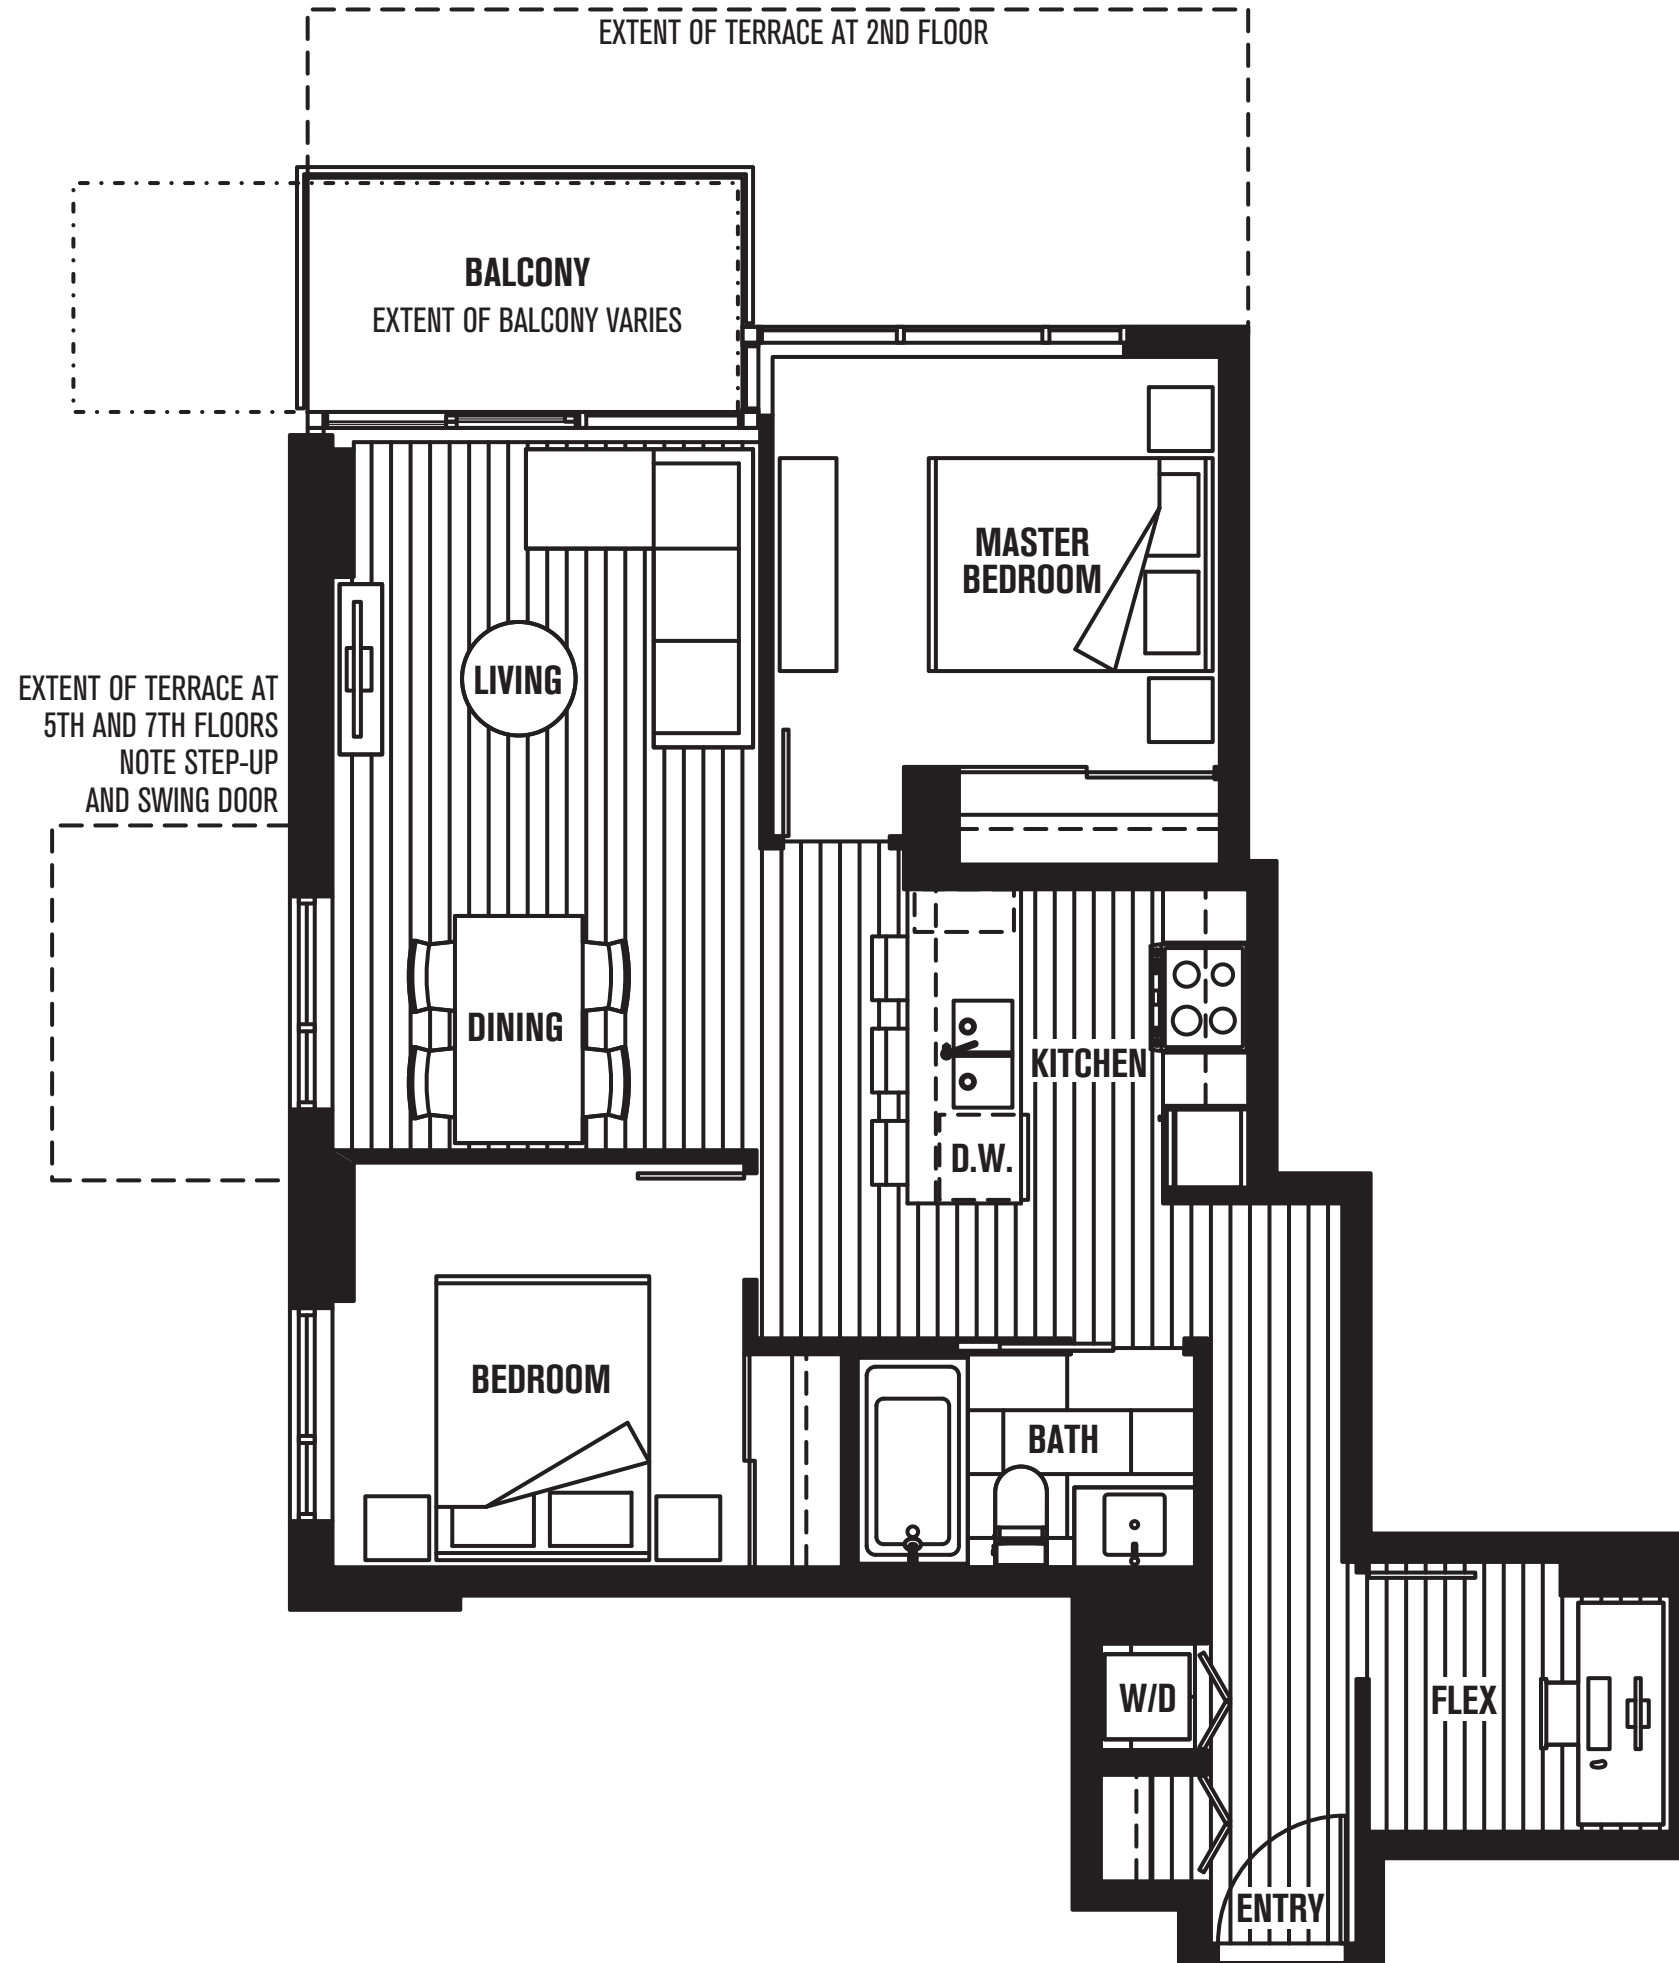 EXTENT OF TERRACE AT 2ND FLOOR
BALCONY
EXTENT OF BALCONY VARIES
MASTER
BEDROOM
LIVING
EXTENT OF TERRACE AT
5TH AND 7TH FLOORS
NOTE STEP-UP
AND SWING DOOR
DINING
KITCHEN
D.W.
BEDROOM
BATH
W/D
FLEX
ENTRY